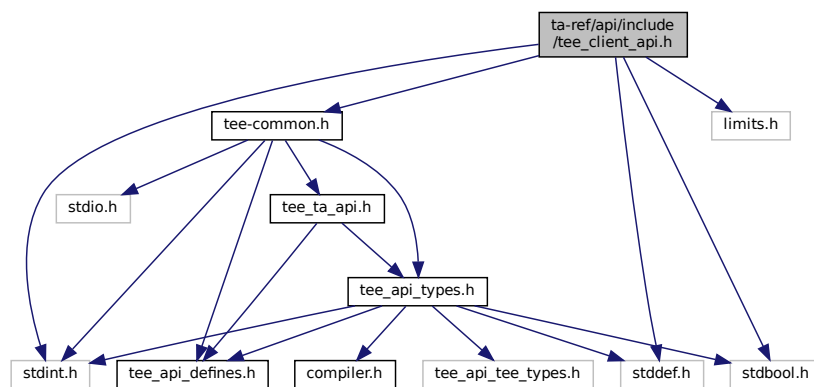 ta-ref/api/include
/tee_client_api.h
tee-common.h
limits.h
stdio.h
tee_ta_api.h
tee_api_types.h
stdint.h
tee_api_defines.h
compiler.h
tee_api_tee_types.h
stddef.h
stdbool.h